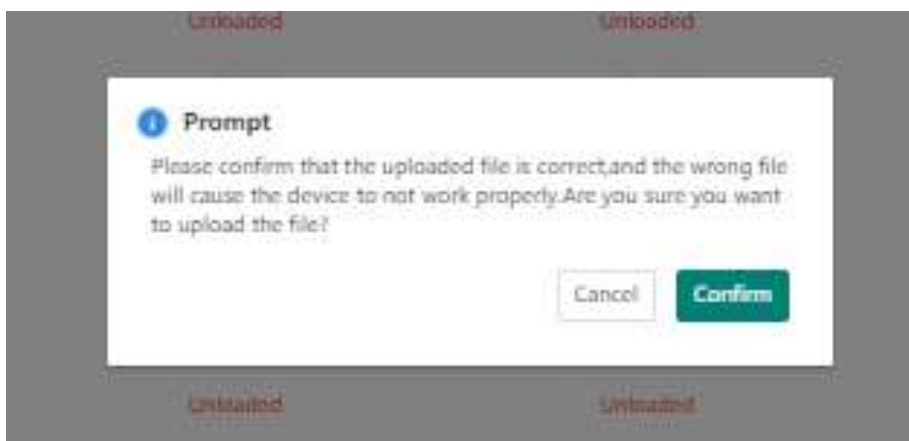 Unloaded Unloaded
Prompt
Please confirm that the uploaded file is correct,and the wrong file
will cause the device to not work properly.Are you sure you want
to upload the file?
Cancel Confirm
Unloaded Unloaded